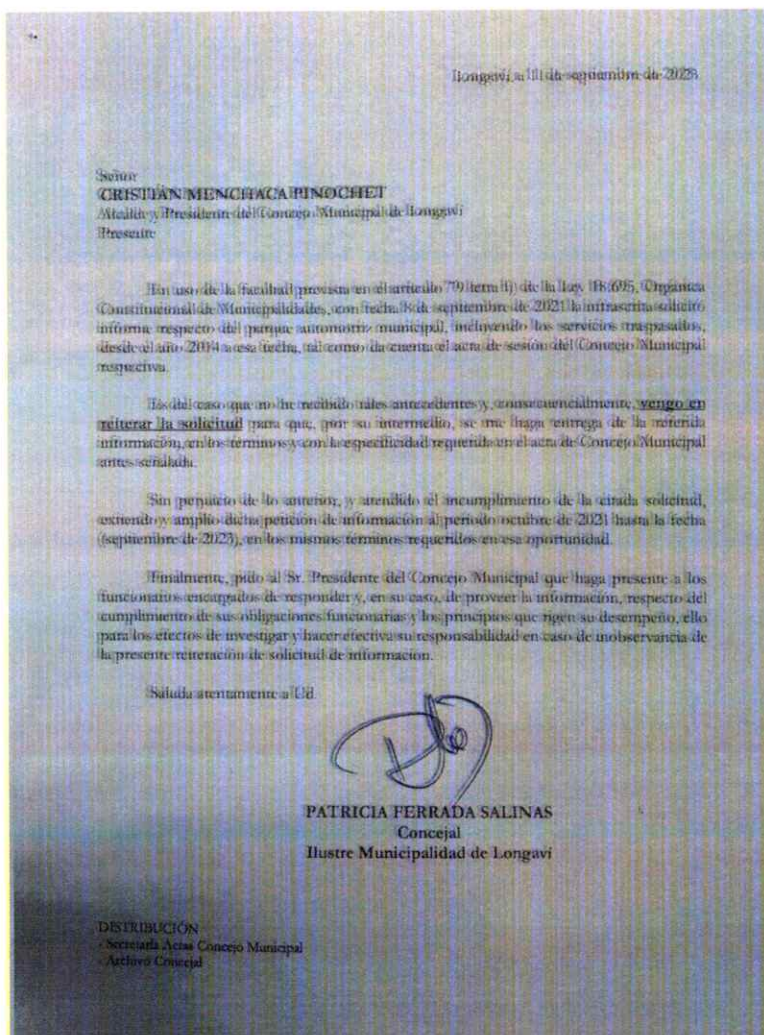 Longaví, a 11 de septiembre de 2023
Señor
CRISTIÁN MENCHACA PINOCHET
Alcalde y Presidente del Concejo Municipal de Longaví
Presente
En uso de la facultad prevista en el artículo 79 letra de la Ley 18.695, Orgánica
Constitucional de Municipalidades, con fecha 8 de septiembre de 2021 la infrascrita solicitó
informe respecto del parque automotriz municipal, incluyendo los servicios traspasados,
desde el año 2014 a esa fecha, tal como da cuenta el acta de sesión del Concejo Municipal
respectiva.
Es del caso que no he recibido tales antecedentes y, consecuencialmente, vengo en
reiterar la solicitud para que, por su intermedio, se me haga entrega de la referida
información, en los términos y con la especificidad requerida en el acta de Concejo Municipal
antes señalada.
Sin perjuicio de lo anterior, y atendido el incumplimiento de la citada solicitud,
extiendo y amplío dicha petición de información al período octubre de 2021 hasta la fecha
(septiembre de 2023), en los mismos términos requeridos en esa oportunidad.
Finalmente, pido al Sr. Presidente del Concejo Municipal que haga presente a los
funcionarios encargados de responder y, en su caso, de proveer la información, respecto del
cumplimiento de sus obligaciones funcionarias y los principios que rigen su desempeño, ello
para los efectos de investigar y hacer efectiva su responsabilidad en caso de inobservancia de
la presente reiteración de solicitud de información.
Saluda atentamente a Ud.
PATRICIA FERRADA SALINAS
Concejal
Ilustre Municipalidad de Longaví
DISTRIBUCIÓN
- Secretaría Actas Concejo Municipal
- Archivo Concejal